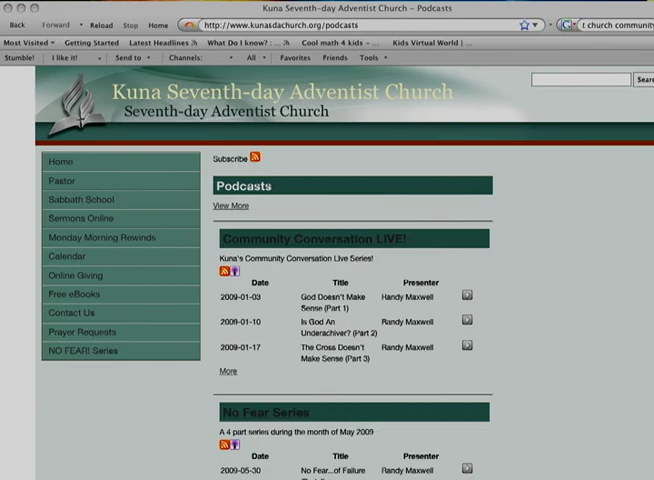 Kuna Seventh-day Adventist Church - Podcasts
Back Forward Reload Stop Home http://www.kunasdachurch.org/podcasts t church community
Most Visited Getting Started Latest Headlines What Do I Know? : ... Cool math 4 kids - ... Kids Virtual World | ...
Stumble! I like it! Send to Channels: All Favorites Friends Tools
Kuna Seventh-day Adventist Church
Seventh-day Adventist Church
Sear
Home
Pastor
Sabbath School
Sermons Online
Monday Morning Rewinds
Calendar
Online Giving
Free eBooks
Contact Us
Prayer Requests
NO FEAR! Series
Subscribe
Podcasts
View More
Community Conversation LIVE!
Kuna's Community Conversation Live Series!
Date Title Presenter
2009-01-03 God Doesn't Make Randy Maxwell
Sense (Part 1)
2009-01-10 Is God An Randy Maxwell
Underachiver? (Part 2)
2009-01-17 The Cross Doesn't Randy Maxwell
Make Sense (Part 3)
More
No Fear Series
A 4 part series during the month of May 2009
Date Title Presenter
2009-05-30 No Fear...of Failure Randy Maxwell